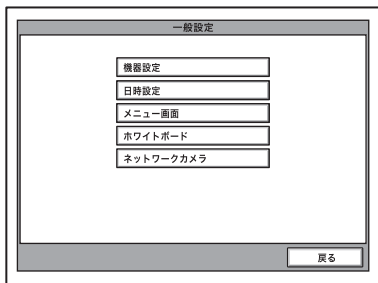 一般設定
機器設定
日時設定
メニュー画面
ホワイトボード
ネットワークカメラ
戻る